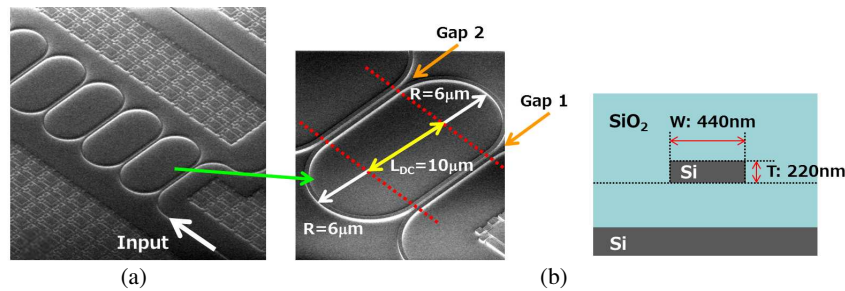 Input
(a)
Gap 2
R=6μm
Gap 1
L_DC=10μm
R=6μm
(b)
SiO₂
W: 440nm
Si
T: 220nm
Si